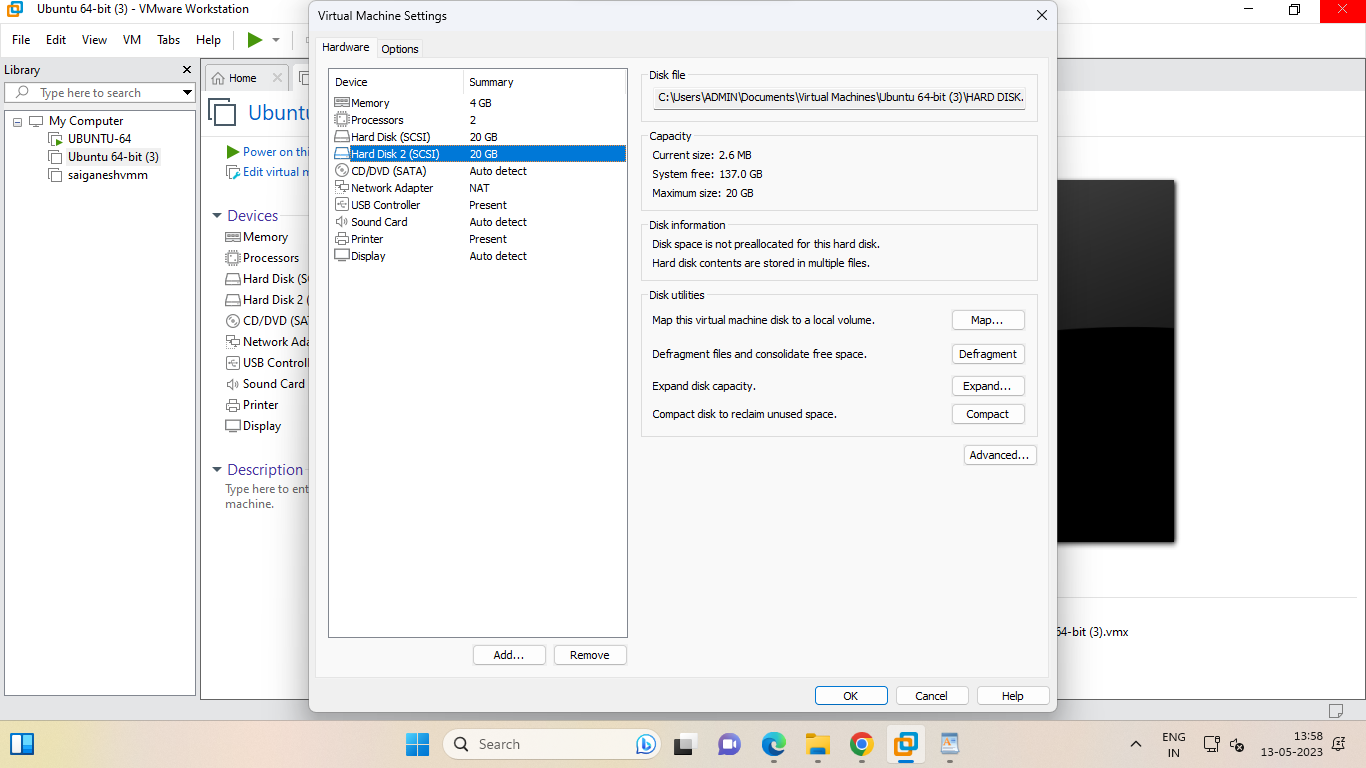 Ubuntu 64-bit (3) - VMware Workstation
File Edit View VM Tabs Help
Library
Type here to search
My Computer
UBUNTU-64
Ubuntu 64-bit (3)
saiganeshvmm
Home
Ubuntu
Power on this
Edit virtual m
Devices
Memory
Processors
Hard Disk (S
Hard Disk 2 (
CD/DVD (SA
Network Ada
USB Control
Sound Card
Printer
Display
Description
Type here to ent
machine.
Virtual Machine Settings
Hardware Options
Device Summary
Memory 4 GB
Processors 2
Hard Disk (SCSI) 20 GB
Hard Disk 2 (SCSI) 20 GB
CD/DVD (SATA) Auto detect
Network Adapter NAT
USB Controller Present
Sound Card Auto detect
Printer Present
Display Auto detect
Add... Remove
Disk file
C:\Users\ADMIN\Documents\Virtual Machines\Ubuntu 64-bit (3)\HARD DISK.
Capacity
Current size: 2.6 MB
System free: 137.0 GB
Maximum size: 20 GB
Disk information
Disk space is not preallocated for this hard disk.
Hard disk contents are stored in multiple files.
Disk utilities
Map this virtual machine disk to a local volume. Map...
Defragment files and consolidate free space. Defragment
Expand disk capacity. Expand...
Compact disk to reclaim unused space. Compact
Advanced...
OK Cancel Help
64-bit (3).vmx
Search
ENG
IN
13:58
13-05-2023